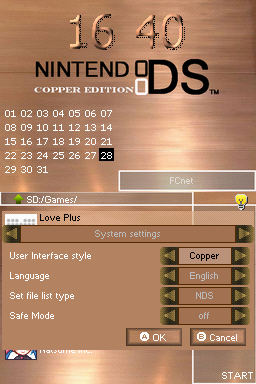 16 40
NINTENDO DS™
COPPER EDITION
01 02 03 04 05 06 07
08 09 10 11 12 13 14
15 16 17 18 19 20 21
22 23 24 25 26 27 28
29 30 31
FCnet
SD:/Games/
Love Plus
System settings
User Interface style Copper
Language English
Set file list type NDS
Safe Mode off
A OK B Cancel
Natsume Inc.
START